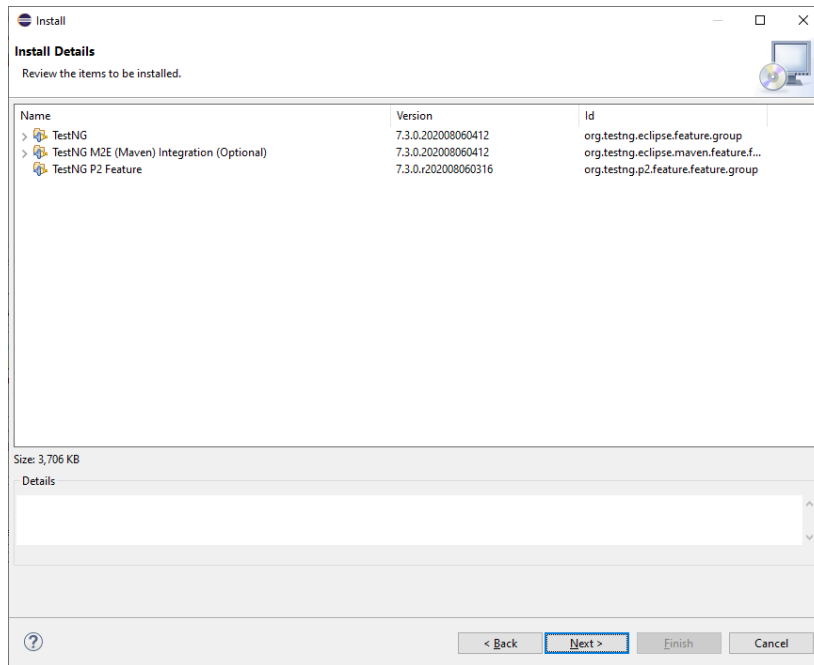 Install
Install Details
Review the items to be installed.
Name Version Id
TestNG 7.3.0.202008060412 org.testng.eclipse.feature.group
TestNG M2E (Maven) Integration (Optional) 7.3.0.202008060412 org.testng.eclipse.maven.feature.f...
TestNG P2 Feature 7.3.0.r202008060316 org.testng.p2.feature.feature.group
Size: 3,706 KB
Details
?
< Back Next > Finish Cancel